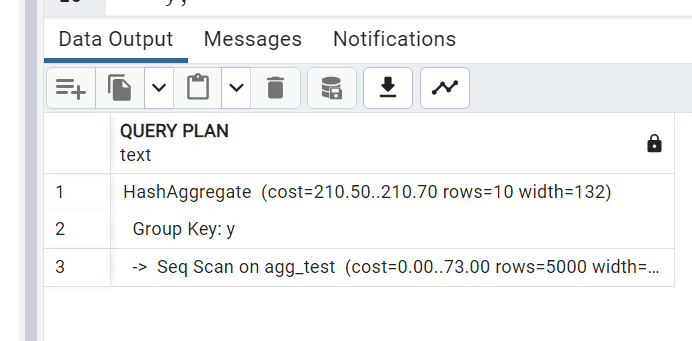 Data Output Messages Notifications
QUERY PLAN
text
1 HashAggregate (cost=210.50..210.70 rows=10 width=132)
2 Group Key: y
3 -> Seq Scan on agg_test (cost=0.00..73.00 rows=5000 width=...